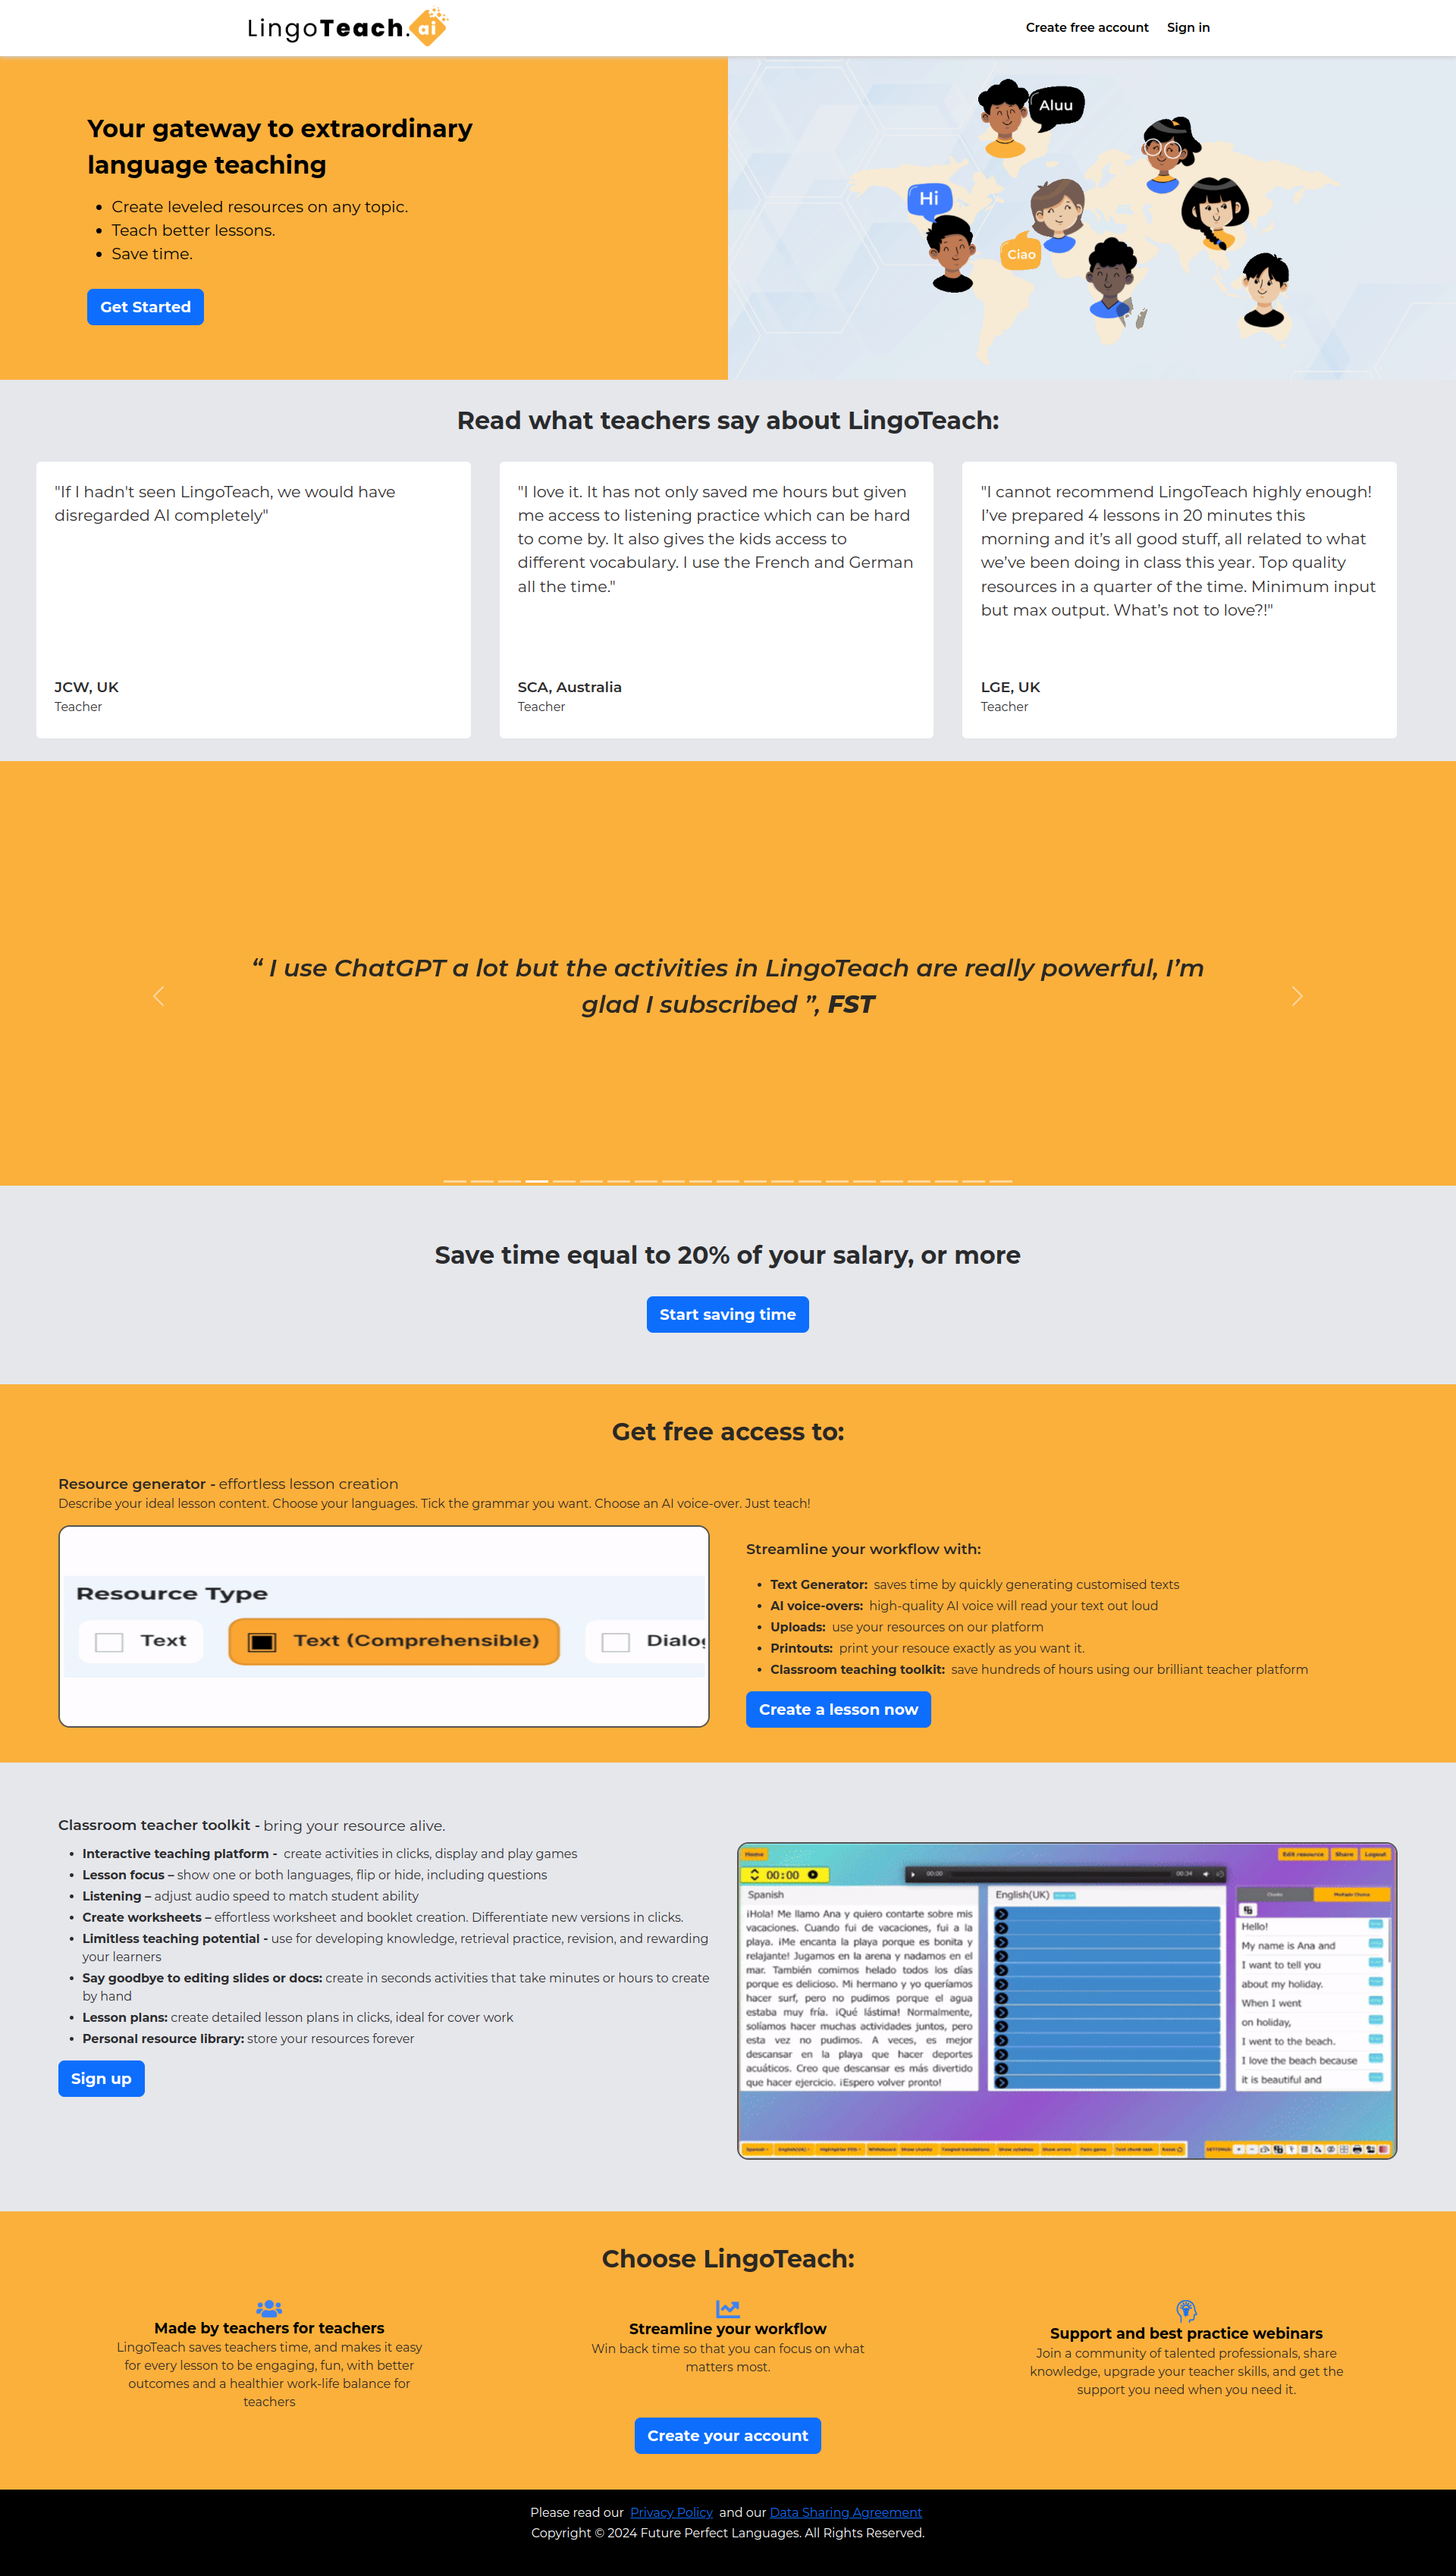 LingoTeach.ai
Create free account Sign in
Your gateway to extraordinary
language teaching
Create leveled resources on any topic.
Teach better lessons.
Save time.
Get Started
Aluu
Hi
Ciao
Read what teachers say about LingoTeach:
"If I hadn't seen LingoTeach, we would have
disregarded AI completely"
JCW, UK
Teacher
"I love it. It has not only saved me hours but given
me access to listening practice which can be hard
to come by. It also gives the kids access to
different vocabulary. I use the French and German
all the time."
SCA, Australia
Teacher
"I cannot recommend LingoTeach highly enough!
I’ve prepared 4 lessons in 20 minutes this
morning and it’s all good stuff, all related to what
we’ve been doing in class this year. Top quality
resources in a quarter of the time. Minimum input
but max output. What’s not to love?!"
LGE, UK
Teacher
“ I use ChatGPT a lot but the activities in LingoTeach are really powerful, I’m
glad I subscribed ”, FST
Save time equal to 20% of your salary, or more
Start saving time
Get free access to:
Resource generator - effortless lesson creation
Describe your ideal lesson content. Choose your languages. Tick the grammar you want. Choose an AI voice-over. Just teach!
Resource Type
Text Text (Comprehensible)
Streamline your workflow with:
Text Generator: saves time by quickly generating customised texts
AI voice-overs: high-quality AI voice will read your text out loud
Uploads: use your resources on our platform
Printouts: print your resouce exactly as you want it.
Classroom teaching toolkit: save hundreds of hours using our brilliant teacher platform
Create a lesson now
Classroom teacher toolkit - bring your resource alive.
Interactive teaching platform - create activities in clicks, display and play games
Lesson focus – show one or both languages, flip or hide, including questions
Listening – adjust audio speed to match student ability
Create worksheets – effortless worksheet and booklet creation. Differentiate new versions in clicks.
Limitless teaching potential - use for developing knowledge, retrieval practice, revision, and rewarding
your learners
Say goodbye to editing slides or docs: create in seconds activities that take minutes or hours to create
by hand
Lesson plans: create detailed lesson plans in clicks, ideal for cover work
Personal resource library: store your resources forever
Sign up
Home Edit resource Share Logout
00:00 00:00 00:34
Spanish
¡Hola! Me llamo Ana y quiero contarte sobre mis
vacaciones. Cuando fui de vacaciones, fui a la
playa. ¡Me encanta la playa porque es bonita y
relajante! Jugamos en la arena y nadamos en el
mar. También comimos helado todos los días
porque es delicioso. Mi hermano y yo queríamos
hacer surf, pero no pudimos porque el agua
estaba muy fría. ¡Qué lástima! Normalmente,
solíamos hacer muchas actividades juntos, pero
esta vez no pudimos. A veces, es mejor
descansar en la playa que hacer deportes
acuáticos. Creo que descansar es más divertido
que hacer ejercicio. ¡Espero volver pronto!
English(UK)
Chunks Multiple Choice
Hello!
My name is Ana and
I want to tell you
about my holiday.
When I went
on holiday,
I went to the beach.
I love the beach because
it is beautiful and
Choose LingoTeach:
Made by teachers for teachers
LingoTeach saves teachers time, and makes it easy
for every lesson to be engaging, fun, with better
outcomes and a healthier work-life balance for
teachers
Streamline your workflow
Win back time so that you can focus on what
matters most.
Support and best practice webinars
Join a community of talented professionals, share
knowledge, upgrade your teacher skills, and get the
support you need when you need it.
Create your account
Please read our Privacy Policy and our Data Sharing Agreement
Copyright © 2024 Future Perfect Languages. All Rights Reserved.